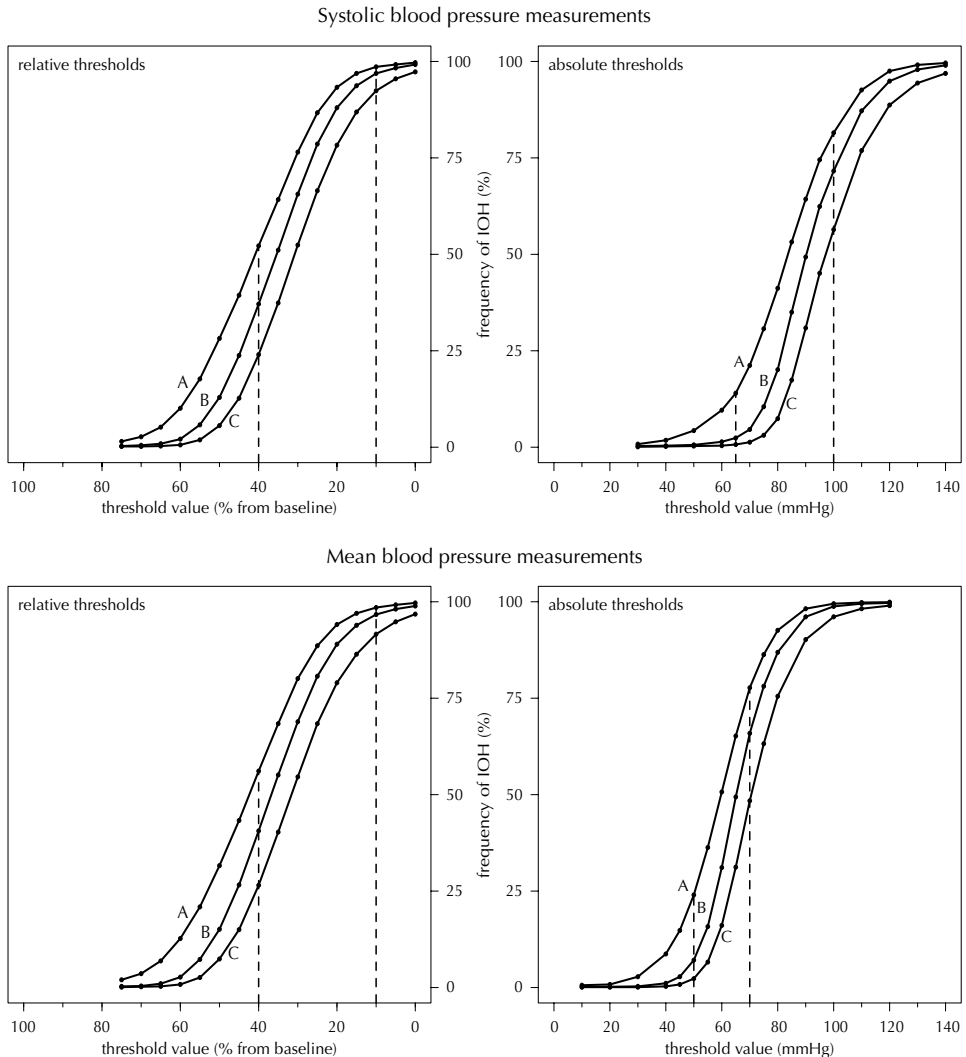 Systolic blood pressure measurements
relative thresholds
100
75
50
25
0
A
B
C
100 80 60 40 20 0
threshold value (% from baseline)
frequency of IOH (%)
absolute thresholds
100
75
50
25
0
A
B
C
0 20 40 60 80 100 120 140
threshold value (mmHg)
Mean blood pressure measurements
relative thresholds
100
75
50
25
0
A
B
C
100 80 60 40 20 0
threshold value (% from baseline)
frequency of IOH (%)
absolute thresholds
100
75
50
25
0
A
B
C
0 20 40 60 80 100 120 140
threshold value (mmHg)